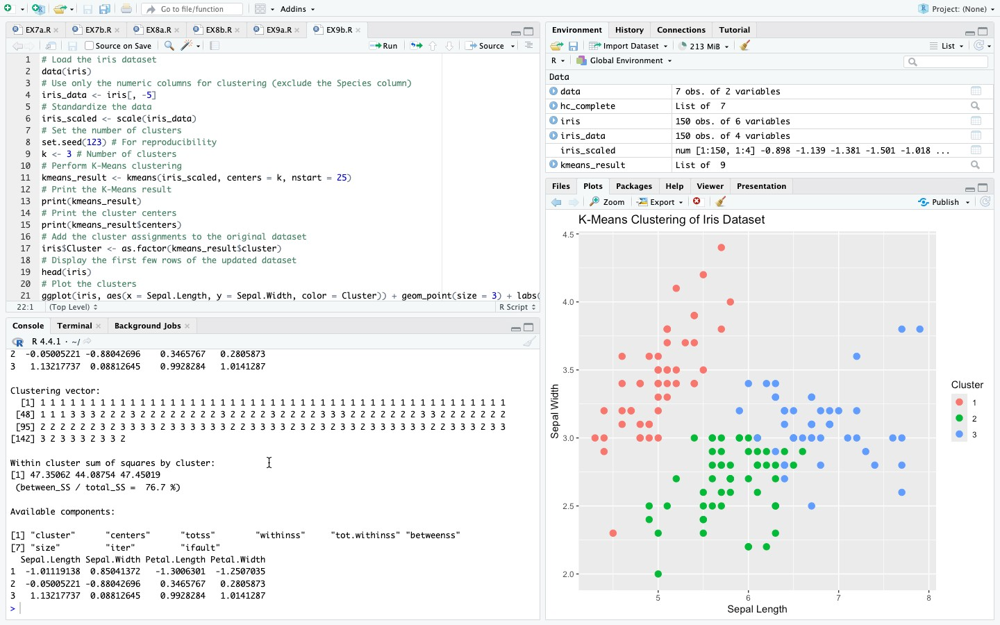 Go to file/function
Addins
Project: (None)
EX7a.R
EX7b.R
EX8a.R
EX8b.R
EX9a.R
EX9b.R
Source on Save
Run
Source
1 # Load the iris dataset
2 data(iris)
3 # Use only the numeric columns for clustering (exclude the Species column)
4 iris_data <- iris[, -5]
5 # Standardize the data
6 iris_scaled <- scale(iris_data)
7 # Set the number of clusters
8 set.seed(123) # For reproducibility
9 k <- 3 # Number of clusters
10 # Perform K-Means clustering
11 kmeans_result <- kmeans(iris_scaled, centers = k, nstart = 25)
12 # Print the K-Means result
13 print(kmeans_result)
14 # Print the cluster centers
15 print(kmeans_result$centers)
16 # Add the cluster assignments to the original dataset
17 iris$Cluster <- as.factor(kmeans_result$cluster)
18 # Display the first few rows of the updated dataset
19 head(iris)
20 # Plot the clusters
21 ggplot(iris, aes(x = Sepal.Length, y = Sepal.Width, color = Cluster)) + geom_point(size = 3) + labs(
22:1 (Top Level) R Script
Console Terminal Background Jobs
R 4.4.1 · ~/
2 -0.05005221 -0.88042696 0.3465767 0.2805873
3 1.13217737 0.08812645 0.9928284 1.0141287
Clustering vector:
[1] 1 1 1 1 1 1 1 1 1 1 1 1 1 1 1 1 1 1 1 1 1 1 1 1 1 1 1 1 1 1 1 1 1 1 1 1 1 1 1 1 1 1 1 1 1 1 1
[48] 1 1 1 3 3 3 2 2 2 3 2 2 2 2 2 2 2 2 3 2 2 2 2 3 2 2 2 3 3 3 2 2 2 2 2 2 2 3 3 2 2 2 2 2 2 2
[95] 2 2 2 2 2 2 3 2 3 3 3 3 2 3 3 3 3 3 3 2 2 3 3 3 3 2 3 2 3 2 3 3 2 3 3 3 3 3 3 2 2 3 3 3 2 3 3
[142] 3 2 3 3 3 2 3 3 2
Within cluster sum of squares by cluster:
[1] 47.35062 44.08754 47.45019
(between_SS / total_SS = 76.7 %)
Available components:
[1] "cluster" "centers" "totss" "withinss" "tot.withinss" "betweenss"
[7] "size" "iter" "ifault"
Sepal.Length Sepal.Width Petal.Length Petal.Width
1 -1.01119138 0.85041372 -1.3006301 -1.2507035
2 -0.05005221 -0.88042696 0.3465767 0.2805873
3 1.13217737 0.08812645 0.9928284 1.0141287
>
Environment History Connections Tutorial
Import Dataset 213 MiB List
R Global Environment
Data
data 7 obs. of 2 variables
hc_complete List of 7
iris 150 obs. of 6 variables
iris_data 150 obs. of 4 variables
iris_scaled num [1:150, 1:4] -0.898 -1.139 -1.381 -1.501 -1.018 ...
kmeans_result List of 9
Files Plots Packages Help Viewer Presentation
Zoom Export Publish
K-Means Clustering of Iris Dataset
4.5
4.0
3.5
3.0
2.5
2.0
Sepal Width
5 6 7 8
Sepal Length
Cluster
1
2
3